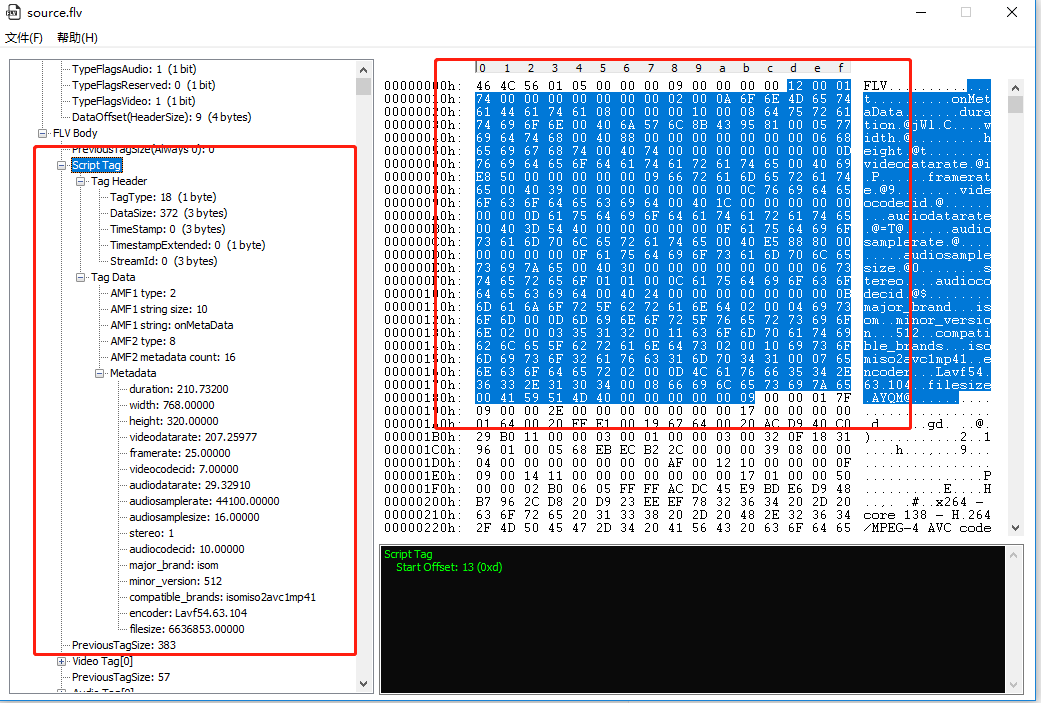 source.flv
文件(F) 帮助(H)
TypeFlagsAudio: 1 (1 bit)
TypeFlagsReserved: 0 (1 bit)
TypeFlagsVideo: 1 (1 bit)
DataOffset(HeaderSize): 9 (4 bytes)
FLV Body
PreviousTagSize(Always 0): 0
Script Tag
Tag Header
TagType: 18 (1 byte)
DataSize: 372 (3 bytes)
TimeStamp: 0 (3 bytes)
TimestampExtended: 0 (1 byte)
StreamId: 0 (3 bytes)
Tag Data
AMF1 type: 2
AMF1 string size: 10
AMF1 string: onMetaData
AMF2 type: 8
AMF2 metadata count: 16
Metadata
duration: 210.73200
width: 768.00000
height: 320.00000
videodatarate: 207.25977
framerate: 25.00000
videocodecid: 7.00000
audiodatarate: 29.32910
audiosamplerate: 44100.00000
audiosamplesize: 16.00000
stereo: 1
audiocodecid: 10.00000
major_brand: isom
minor_version: 512
compatible_brands: isomiso2avc1mp41
encoder: Lavf54.63.104
filesize: 6636853.00000
PreviousTagSize: 383
Video Tag[0]
PreviousTagSize: 57
Audio Tag[0]
0 1 2 3 4 5 6 7 8 9 a b c d e f
00000000h: 46 4C 56 01 05 00 00 00 09 00 00 00 00 12 00 01 FLV.............
00000010h: 74 00 00 00 00 00 00 00 02 00 0A 6F 6E 4D 65 74 t..........onMet
00000020h: 61 44 61 74 61 08 00 00 00 10 00 08 64 75 72 61 aData.......dura
00000030h: 74 69 6F 6E 00 40 6A 57 6C 8B 43 95 81 00 05 77 tion.@jWl.C....w
00000040h: 69 64 74 68 00 40 88 00 00 00 00 00 00 00 06 68 idth.@.........h
00000050h: 65 69 67 68 74 00 40 74 00 00 00 00 00 00 00 0D eight.@t........
00000060h: 76 69 64 65 6F 64 61 74 61 72 61 74 65 00 40 69 videodatarate.@i
00000070h: E8 50 00 00 00 00 00 09 66 72 61 6D 65 72 61 74 .P......framerat
00000080h: 65 00 40 39 00 00 00 00 00 00 00 0C 76 69 64 65 e.@9........vide
00000090h: 6F 63 6F 64 65 63 69 64 00 40 1C 00 00 00 00 00 ocodecid.@......
000000A0h: 00 00 0D 61 75 64 69 6F 64 61 74 61 72 61 74 65 ...audiodatarate
000000B0h: 00 40 3D 54 40 00 00 00 00 00 0F 61 75 64 69 6F .@=T@......audio
000000C0h: 73 61 6D 70 6C 65 72 61 74 65 00 40 E5 88 80 00 samplerate.@....
000000D0h: 00 00 00 00 0F 61 75 64 69 6F 73 61 6D 70 6C 65 .....audiosample
000000E0h: 73 69 7A 65 00 40 30 00 00 00 00 00 00 00 06 73 size.@0........s
000000F0h: 74 65 72 65 6F 01 01 00 0C 61 75 64 69 6F 63 6F tereo....audioco
00000100h: 64 65 63 69 64 00 40 24 00 00 00 00 00 00 00 0B decid.@$........
00000110h: 6D 61 6A 6F 72 5F 62 72 61 6E 64 02 00 04 69 73 major_brand...is
00000120h: 6F 6D 00 0D 6D 69 6E 6F 72 5F 76 65 72 73 69 6F om..minor_versio
00000130h: 6E 02 00 03 35 31 32 00 11 63 6F 6D 70 61 74 69 n...512..compati
00000140h: 62 6C 65 5F 62 72 61 6E 64 73 02 00 10 69 73 6F ble_brands...iso
00000150h: 6D 69 73 6F 32 61 76 63 31 6D 70 34 31 00 07 65 miso2avc1mp41..e
00000160h: 6E 63 6F 64 65 72 02 00 0D 4C 61 76 66 35 34 2E ncoder...Lavf54.
00000170h: 36 33 2E 31 30 34 00 08 66 69 6C 65 73 69 7A 65 63.104..filesize
00000180h: 00 41 59 51 4D 40 00 00 00 00 00 09 00 00 01 7F .AYQM@..........
00000190h: 09 00 00 2E 00 00 00 00 00 00 00 17 00 00 00 00 ................
000001A0h: 01 64 00 20 FF E1 00 19 67 64 00 20 AC D9 40 C0 .d. ....gd. ..@.
000001B0h: 29 B0 11 00 00 03 00 01 00 00 03 00 32 0F 18 31 )...........2..1
000001C0h: 96 01 00 05 68 EB EC B2 2C 00 00 00 39 08 00 00 ....h...,...9...
000001D0h: 04 00 00 00 00 00 00 00 AF 00 12 10 00 00 00 0F ................
000001E0h: 09 00 14 11 00 00 00 00 00 00 00 17 01 00 00 50 ...............P
000001F0h: 00 00 02 B0 06 05 FF FF AC DC 45 E9 BD E6 D9 48 ..........E....H
00000200h: B7 96 2C D8 20 D9 23 EE EF 78 32 36 34 20 2D 20 ..,. .#..x264 -
00000210h: 63 6F 72 65 20 31 33 38 20 2D 20 48 2E 32 36 34 core 138 - H.264
00000220h: 2F 4D 50 45 47 2D 34 20 41 56 43 20 63 6F 64 65 /MPEG-4 AVC code
Script Tag
Start Offset: 13 (0xd)